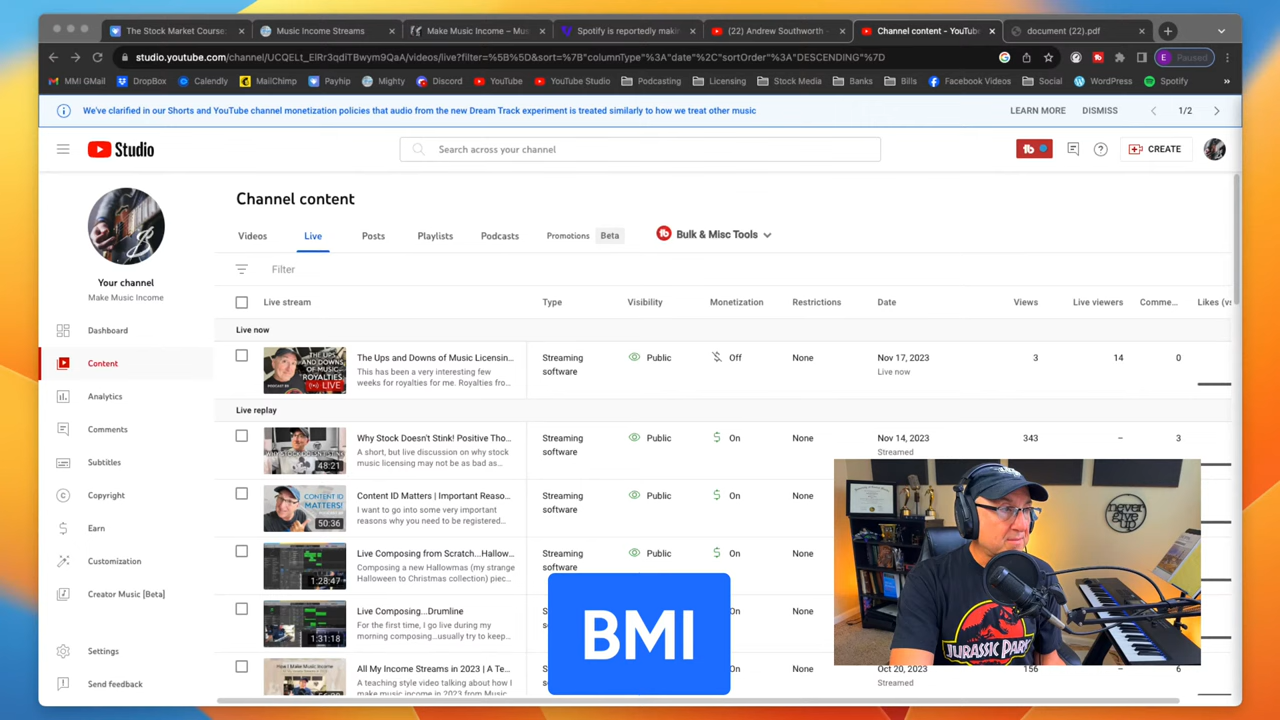 The Stock Market Course:
Music Income Streams
Make Music Income – Mus
Spotify is reportedly makin
(22) Andrew Southworth -
Channel content - YouTube
document (22).pdf
studio.youtube.com/channel/UCQELt_ElRr3qdiTBwym9QaA/videos/live?filter=%5B%5D&sort=%7B"columnType"%3A"date"%2C"sortOrder"%3A"DESCENDING"%7D
E Paused
MMI GMail DropBox Calendly MailChimp Payhip Mighty Discord YouTube YouTube Studio Podcasting Licensing Stock Media Banks Bills Facebook Videos Social WordPress Spotify
We've clarified in our Shorts and YouTube channel monetization policies that audio from the new Dream Track experiment is treated similarly to how we treat other music LEARN MORE DISMISS 1/2
Studio
Search across your channel
tb
CREATE
Your channel
Make Music Income
Dashboard
Content
Analytics
Comments
Subtitles
Copyright
Earn
Customization
Creator Music [Beta]
Settings
Send feedback
Channel content
Videos Live Posts Playlists Podcasts Promotions Beta Bulk & Misc Tools
Filter
Live stream Type Visibility Monetization Restrictions Date Views Live viewers Comme... Likes (vs
Live now
THE UPS AND DOWNS OF MUSIC ROYALTIES
LIVE
The Ups and Downs of Music Licensin...
This has been a very interesting few
weeks for royalties for me. Royalties fro...
Streaming
software
Public
Off
None
Nov 17, 2023
Live now
3
14
0
Live replay
48:21
Why Stock Doesn't Stink! Positive Tho...
A short, but live discussion on why stock
music licensing may not be as bad as...
Streaming
software
Public
On
None
Nov 14, 2023
Streamed
343
–
3
CONTENT ID MATTERS!
50:36
Content ID Matters | Important Reaso...
I want to go into some very important
reasons why you need to be registered...
Streaming
software
Public
On
None
1:28:47
Live Composing from Scratch...Hallow...
Composing a new Hallowmas (my strange
Halloween to Christmas collection) piec...
Streaming
software
Public
On
None
1:31:18
Live Composing...Drumline
For the first time, I go live during my
morning composing...usually try to keep...
All My Income Streams in 2023 | A Te...
A teaching style video talking about how I
make music income in 2023 from Music
Oct 20, 2023
Streamed
156
–
6
BMI
never
give
up
JURASSIC PARK